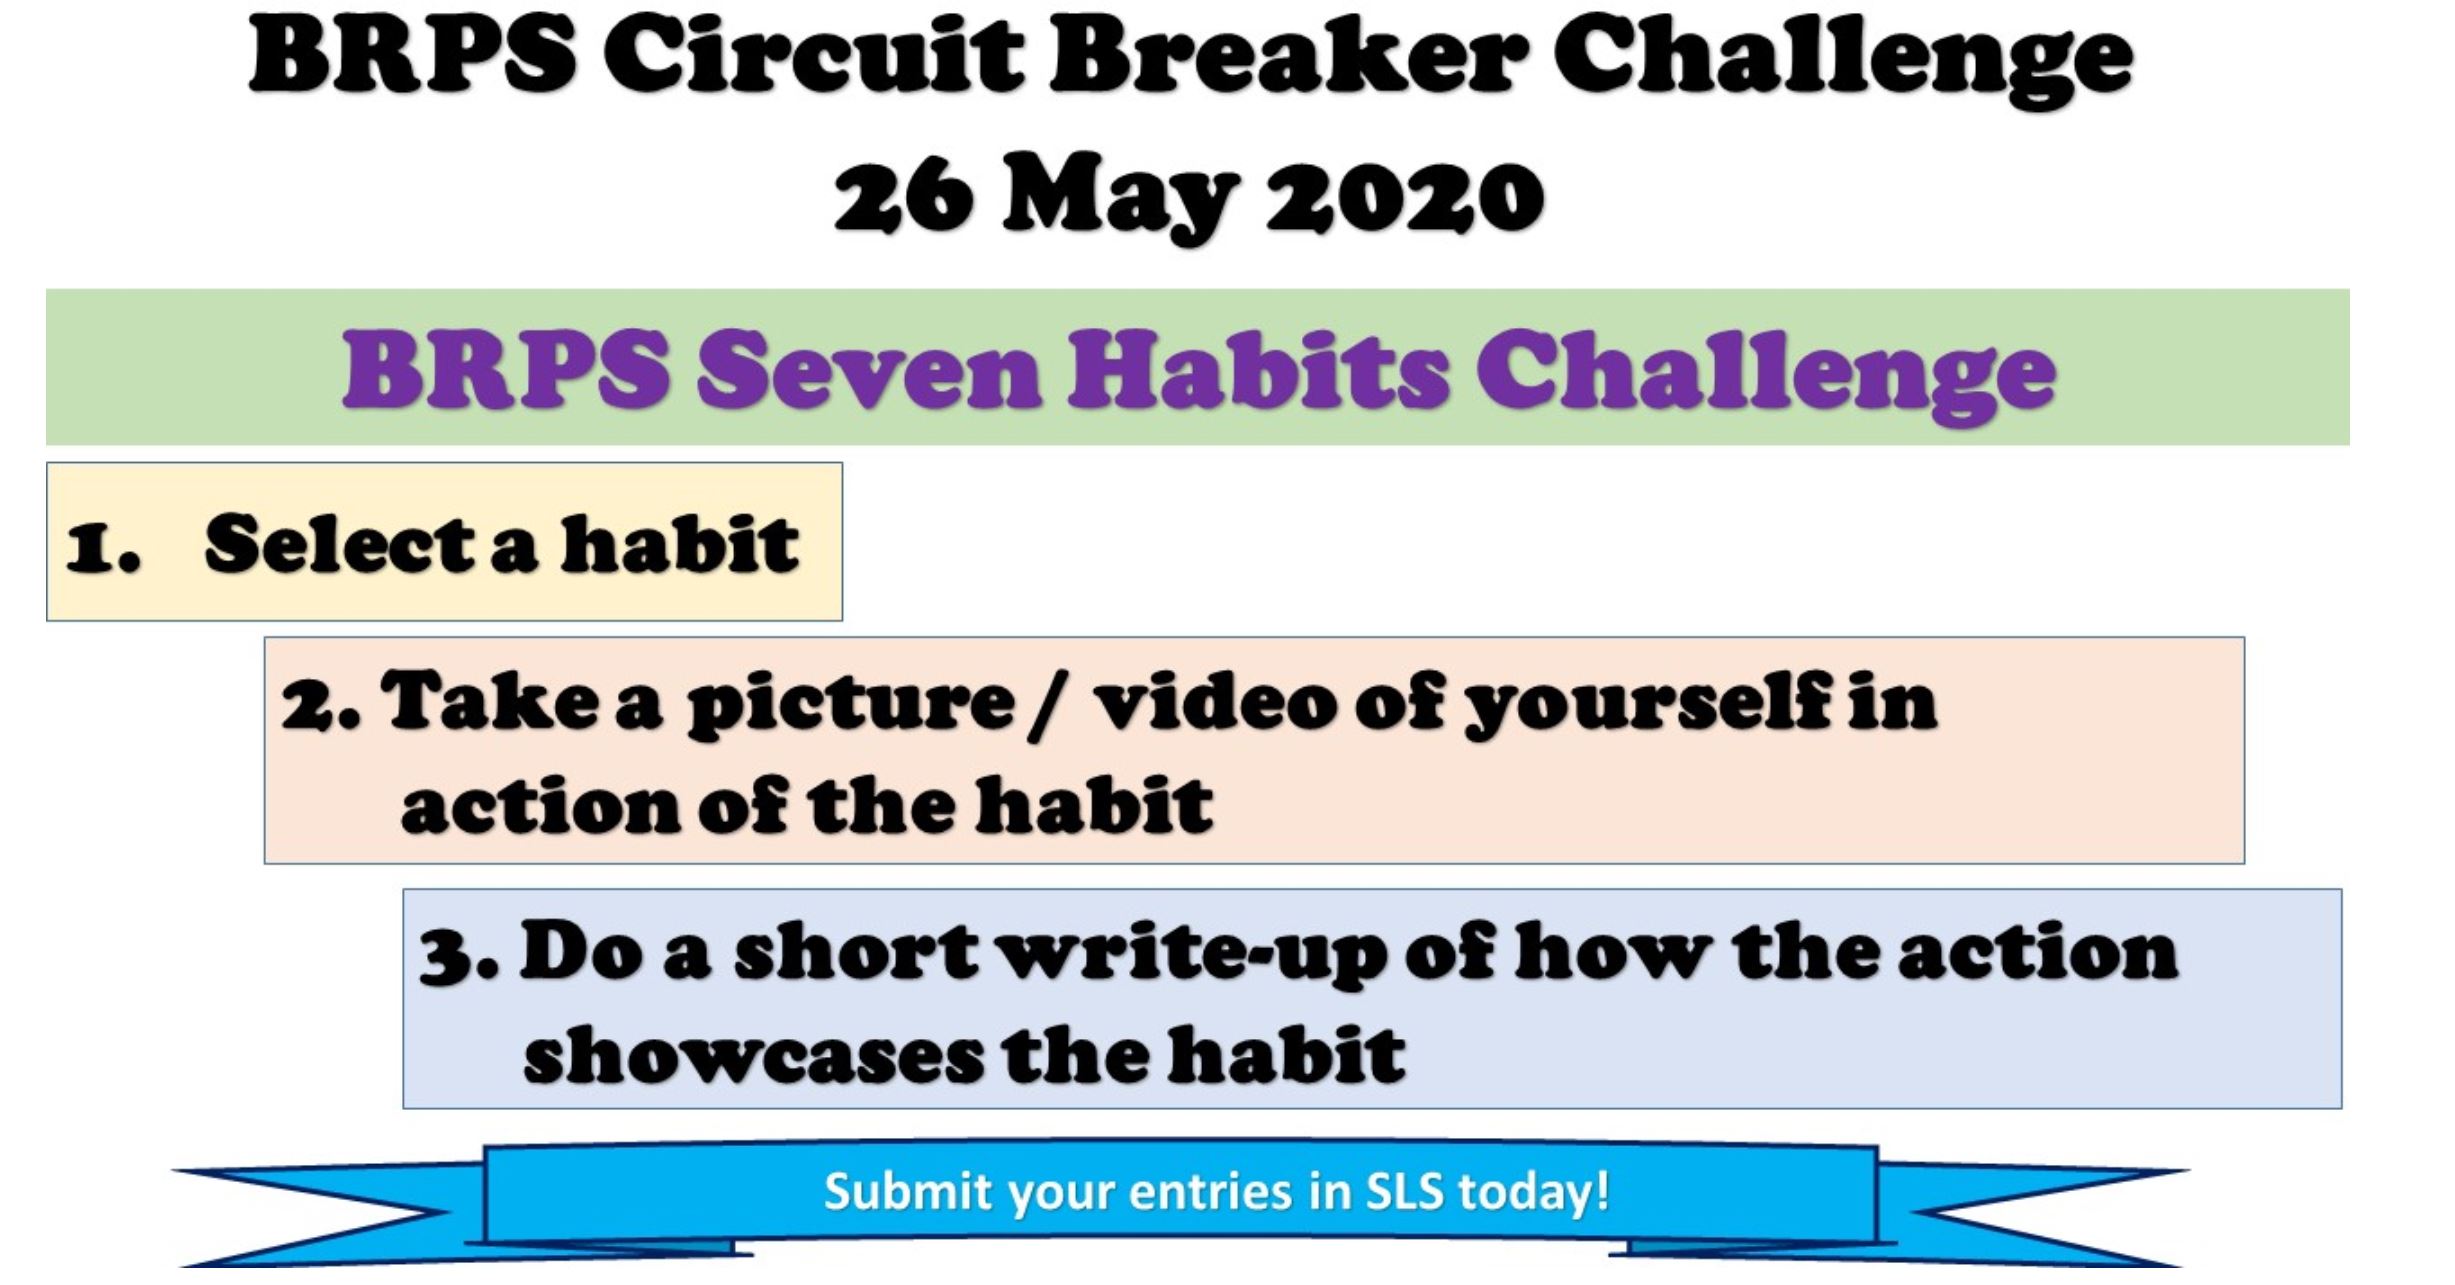 BRPS Circuit Breaker Challenge
26 May 2020
BRPS Seven Habits Challenge
1. Select a habit
2. Take a picture / video of yourself in
action of the habit
3. Do a short write-up of how the action
showcases the habit
Submit your entries in SLS today!